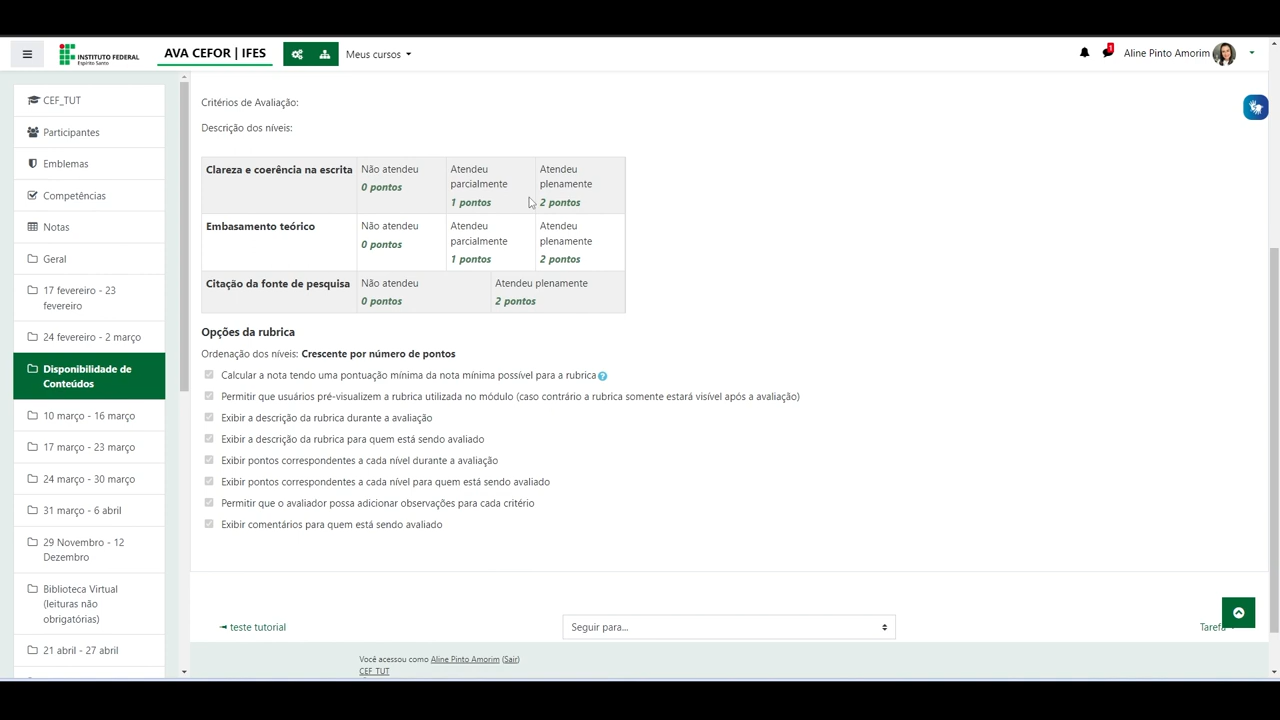 INSTITUTO FEDERAL
Espírito Santo
AVA CEFOR | IFES
Meus cursos
1
Aline Pinto Amorim
CEF_TUT
Participantes
Emblemas
Competências
Notas
Geral
17 fevereiro - 23
fevereiro
24 fevereiro - 2 março
Disponibilidade de
Conteúdos
10 março - 16 março
17 março - 23 março
24 março - 30 março
31 março - 6 abril
29 Novembro - 12
Dezembro
Biblioteca Virtual
(leituras não
obrigatórias)
21 abril - 27 abril
Critérios de Avaliação:
Descrição dos níveis:
Clareza e coerência na escrita
Não atendeu
0 pontos
Atendeu
parcialmente
1 pontos
Atendeu
plenamente
2 pontos
Embasamento teórico
Não atendeu
0 pontos
Atendeu
parcialmente
1 pontos
Atendeu
plenamente
2 pontos
Citação da fonte de pesquisa
Não atendeu
0 pontos
Atendeu plenamente
2 pontos
Opções da rubrica
Ordenação dos níveis: Crescente por número de pontos
Calcular a nota tendo uma pontuação mínima da nota mínima possível para a rubrica
Permitir que usuários pré-visualizem a rubrica utilizada no módulo (caso contrário a rubrica somente estará visível após a avaliação)
Exibir a descrição da rubrica durante a avaliação
Exibir a descrição da rubrica para quem está sendo avaliado
Exibir pontos correspondentes a cada nível durante a avaliação
Exibir pontos correspondentes a cada nível para quem está sendo avaliado
Permitir que o avaliador possa adicionar observações para cada critério
Exibir comentários para quem está sendo avaliado
◄ teste tutorial
Seguir para...
Tarefa
Você acessou como Aline Pinto Amorim (Sair)
CEF_TUT